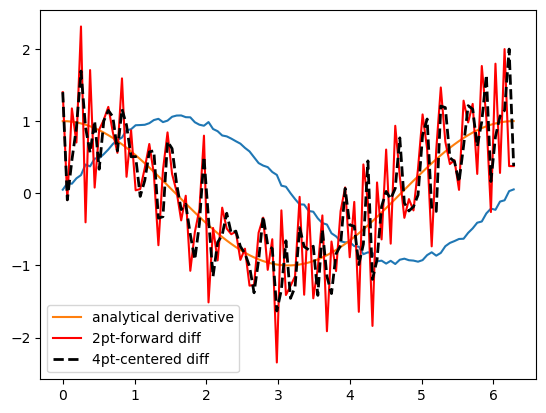 2
1
0
−1
−2
analytical derivative
2pt-forward diff
4pt-centered diff
0 1 2 3 4 5 6